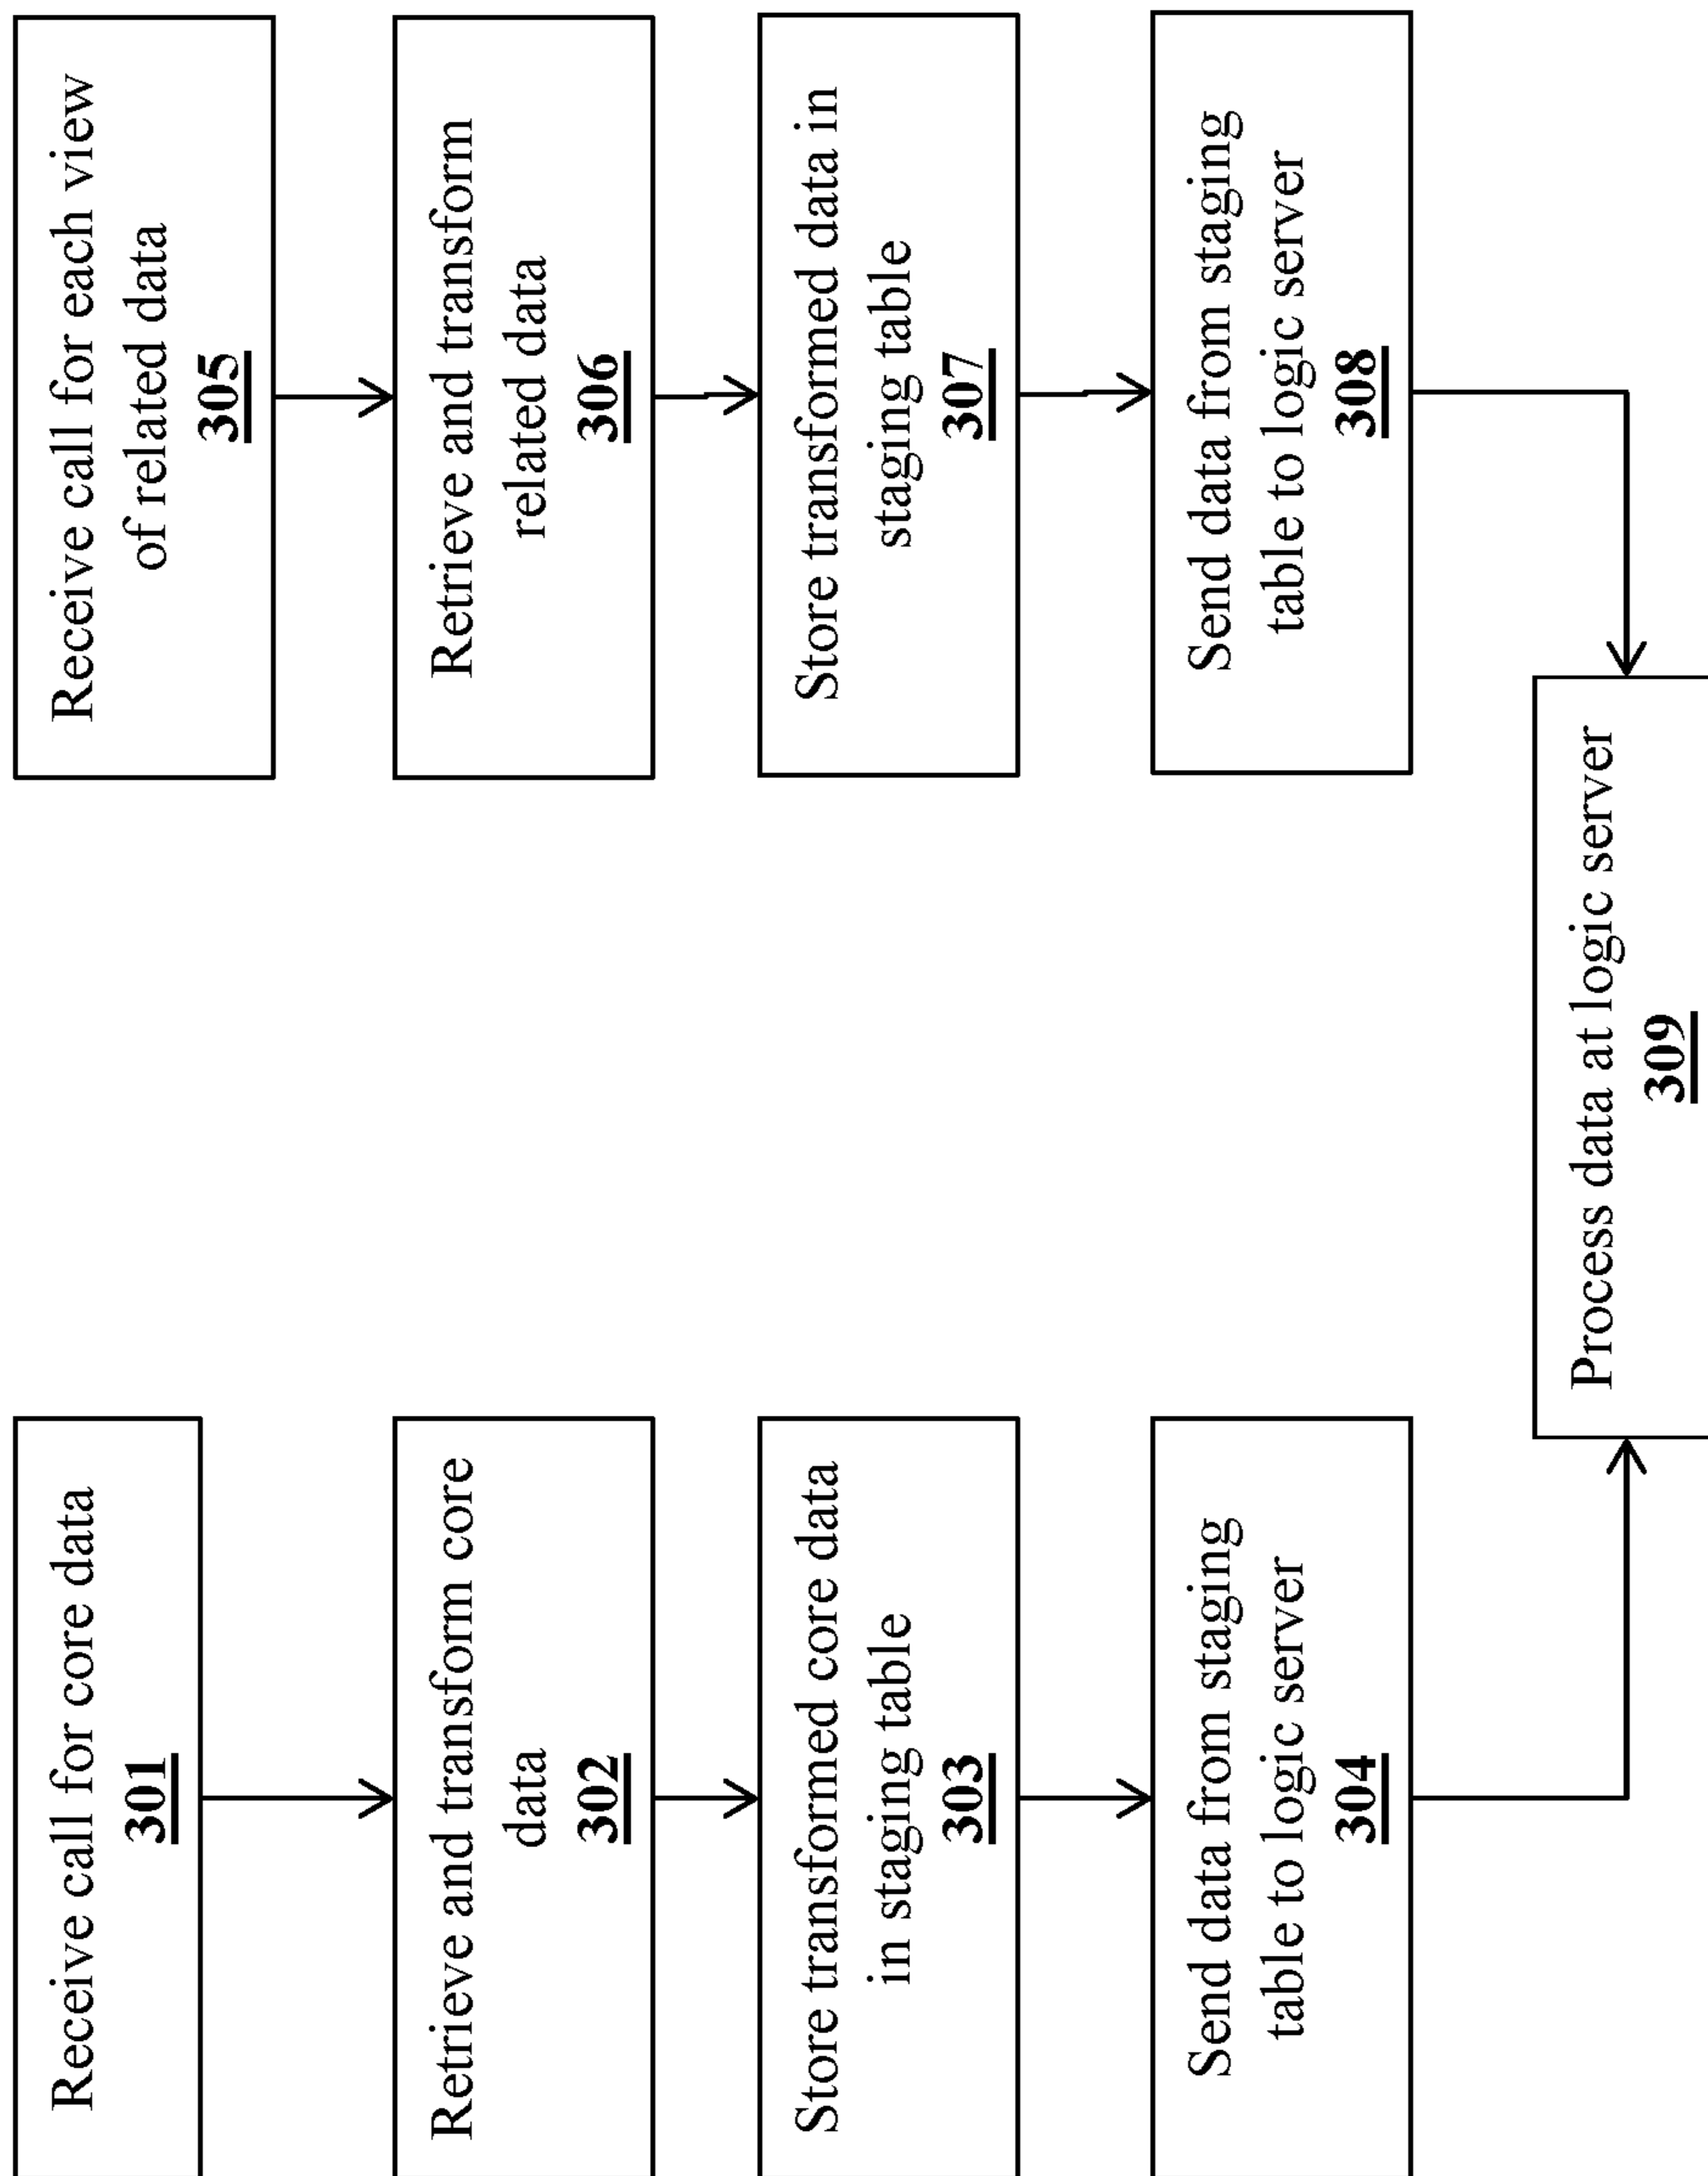 Receive call for core data
301
Retrieve and transform core
data
302
Store transformed core data
in staging table
303
Send data from staging
table to logic server
304
Receive call for each view
of related data
305
Retrieve and transform
related data
306
Store transformed data in
staging table
307
Send data from staging
table to logic server
308
Process data at logic server
309